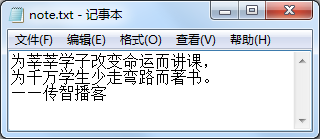 note.txt - 记事本
文件(F) 编辑(E) 格式(O) 查看(V) 帮助(H)
为莘莘学子改变命运而讲课，
为千万学生少走弯路而著书。
——传智播客